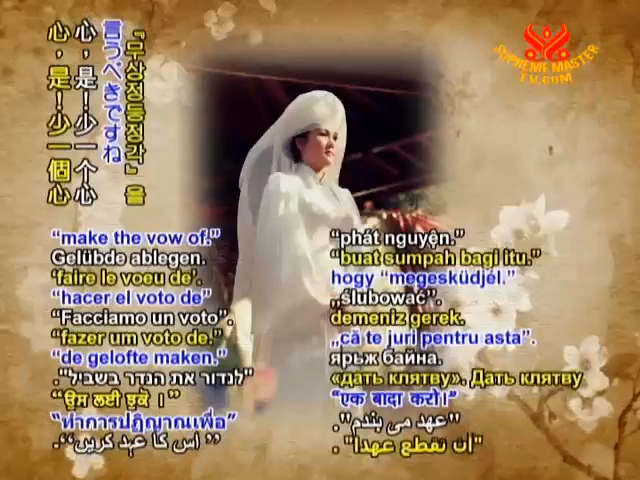 『무상정등정각』을
言うべきですね
心，是！少一个心
心，是！少一個心
SUPREME MASTER
TV.COM
“make the vow of.”
Gelübde ablegen.
‘faire le voeu de’.
“hacer el voto de”
“Facciamo un voto”.
“fazer um voto de.”
“de gelofte maken.”
"לנדור את הנדר בשביל".
“ਉਸ ਲਈ ਝੁਕੋ ।”
“ทำการปฏิญาณเพื่อ”
‘‘اس کا عہد کریں’’.
“phát nguyện.”
“buat sumpah bagi itu.”
hogy “megesküdjél.”
„ślubować”.
demeniz gerek.
„că te juri pentru asta”.
ярьж байна.
«дать клятву». Дать клятву
“एक बादा करो।”
"عهد می بندم".
"ان تقطع عهدا" .